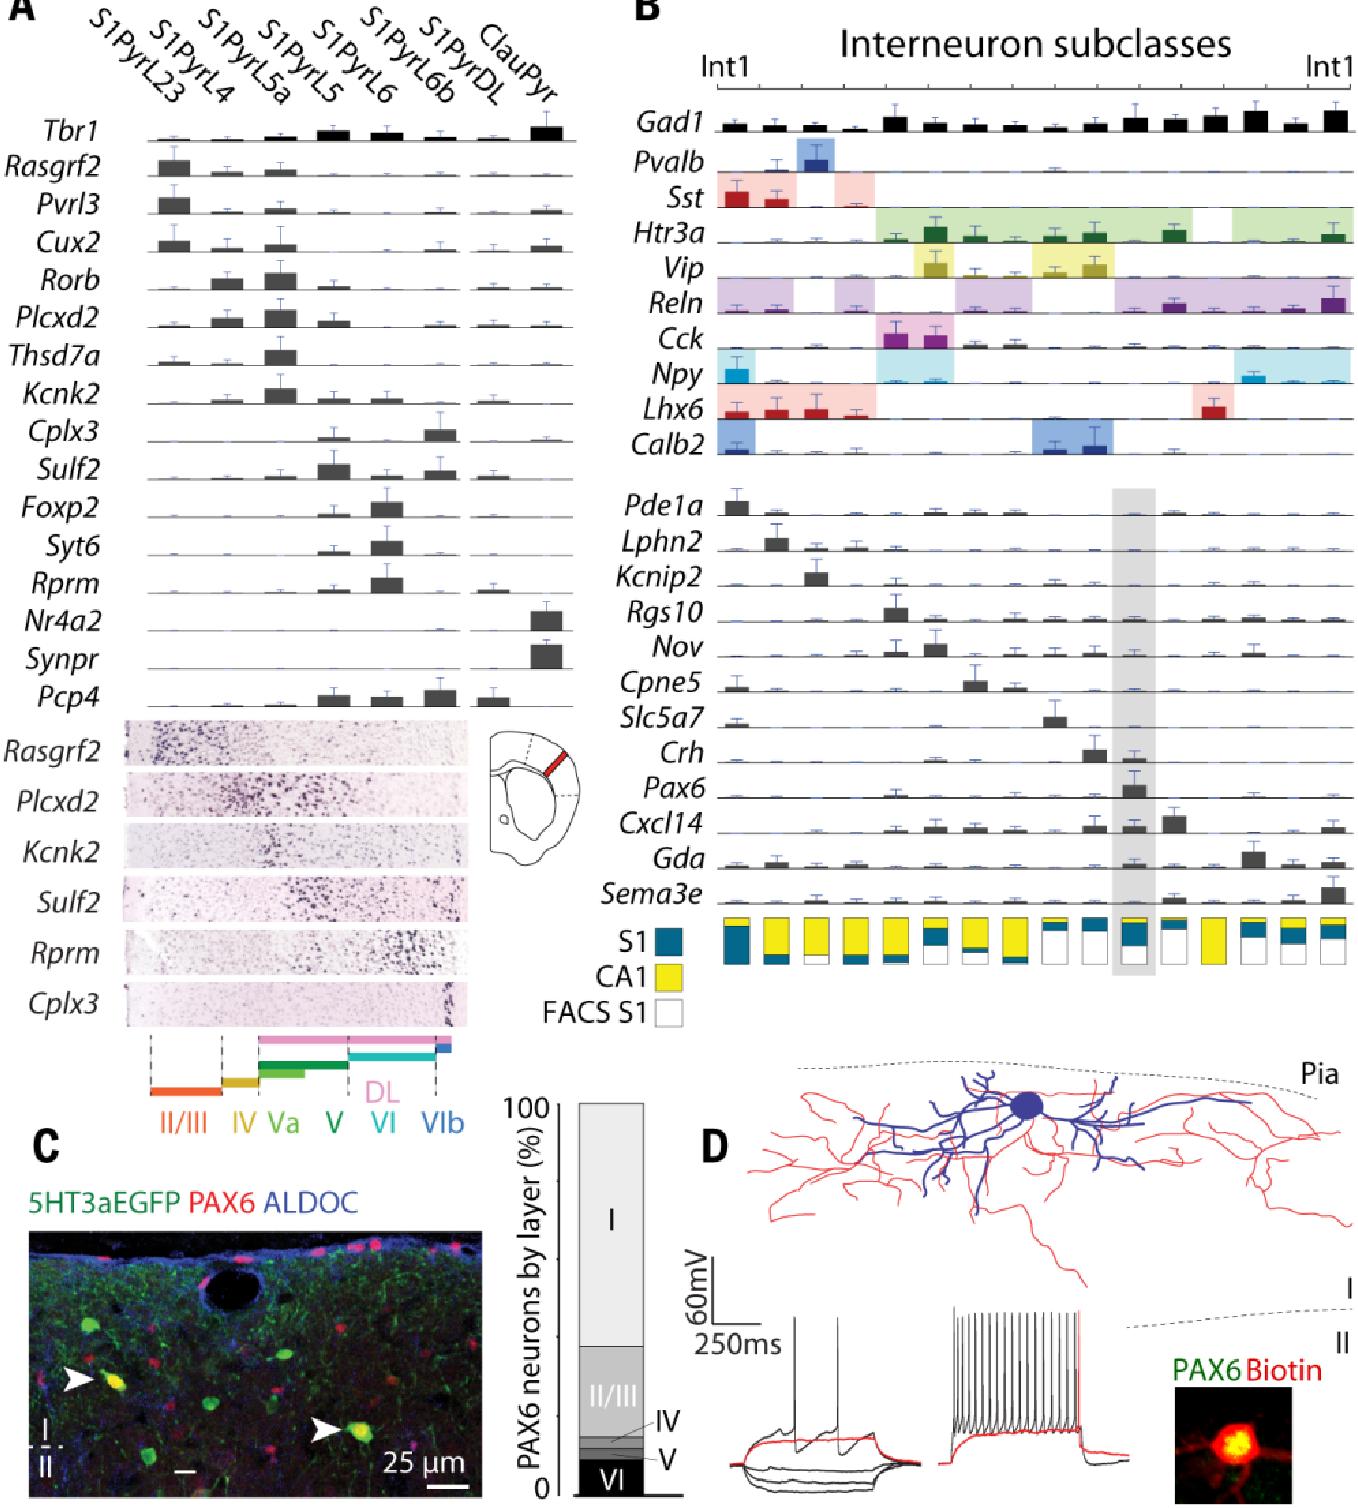 A
S1PyrL23
S1PyrL4
S1PyrL5a
S1PyrL5
S1PyrL6
S1PyrL6b
S1PyrDL
ClauPyr
Tbr1
Rasgrf2
Pvrl3
Cux2
Rorb
Plcxd2
Thsd7a
Kcnk2
Cplx3
Sulf2
Foxp2
Syt6
Rprm
Nr4a2
Synpr
Pcp4
Rasgrf2
Plcxd2
Kcnk2
Sulf2
Rprm
Cplx3
DL
II/III IV Va V VI VIb
B
Interneuron subclasses
Int1 Int1
Gad1
Pvalb
Sst
Htr3a
Vip
Reln
Cck
Npy
Lhx6
Calb2
Pde1a
Lphn2
Kcnip2
Rgs10
Nov
Cpne5
Slc5a7
Crh
Pax6
Cxcl14
Gda
Sema3e
S1
CA1
FACS S1
C
5HT3aEGFP PAX6 ALDOC
I
II
25 µm
PAX6 neurons by layer (%)
100
0
I
II/III
IV
V
VI
D
Pia
I
II
60mV
250ms
PAX6 Biotin